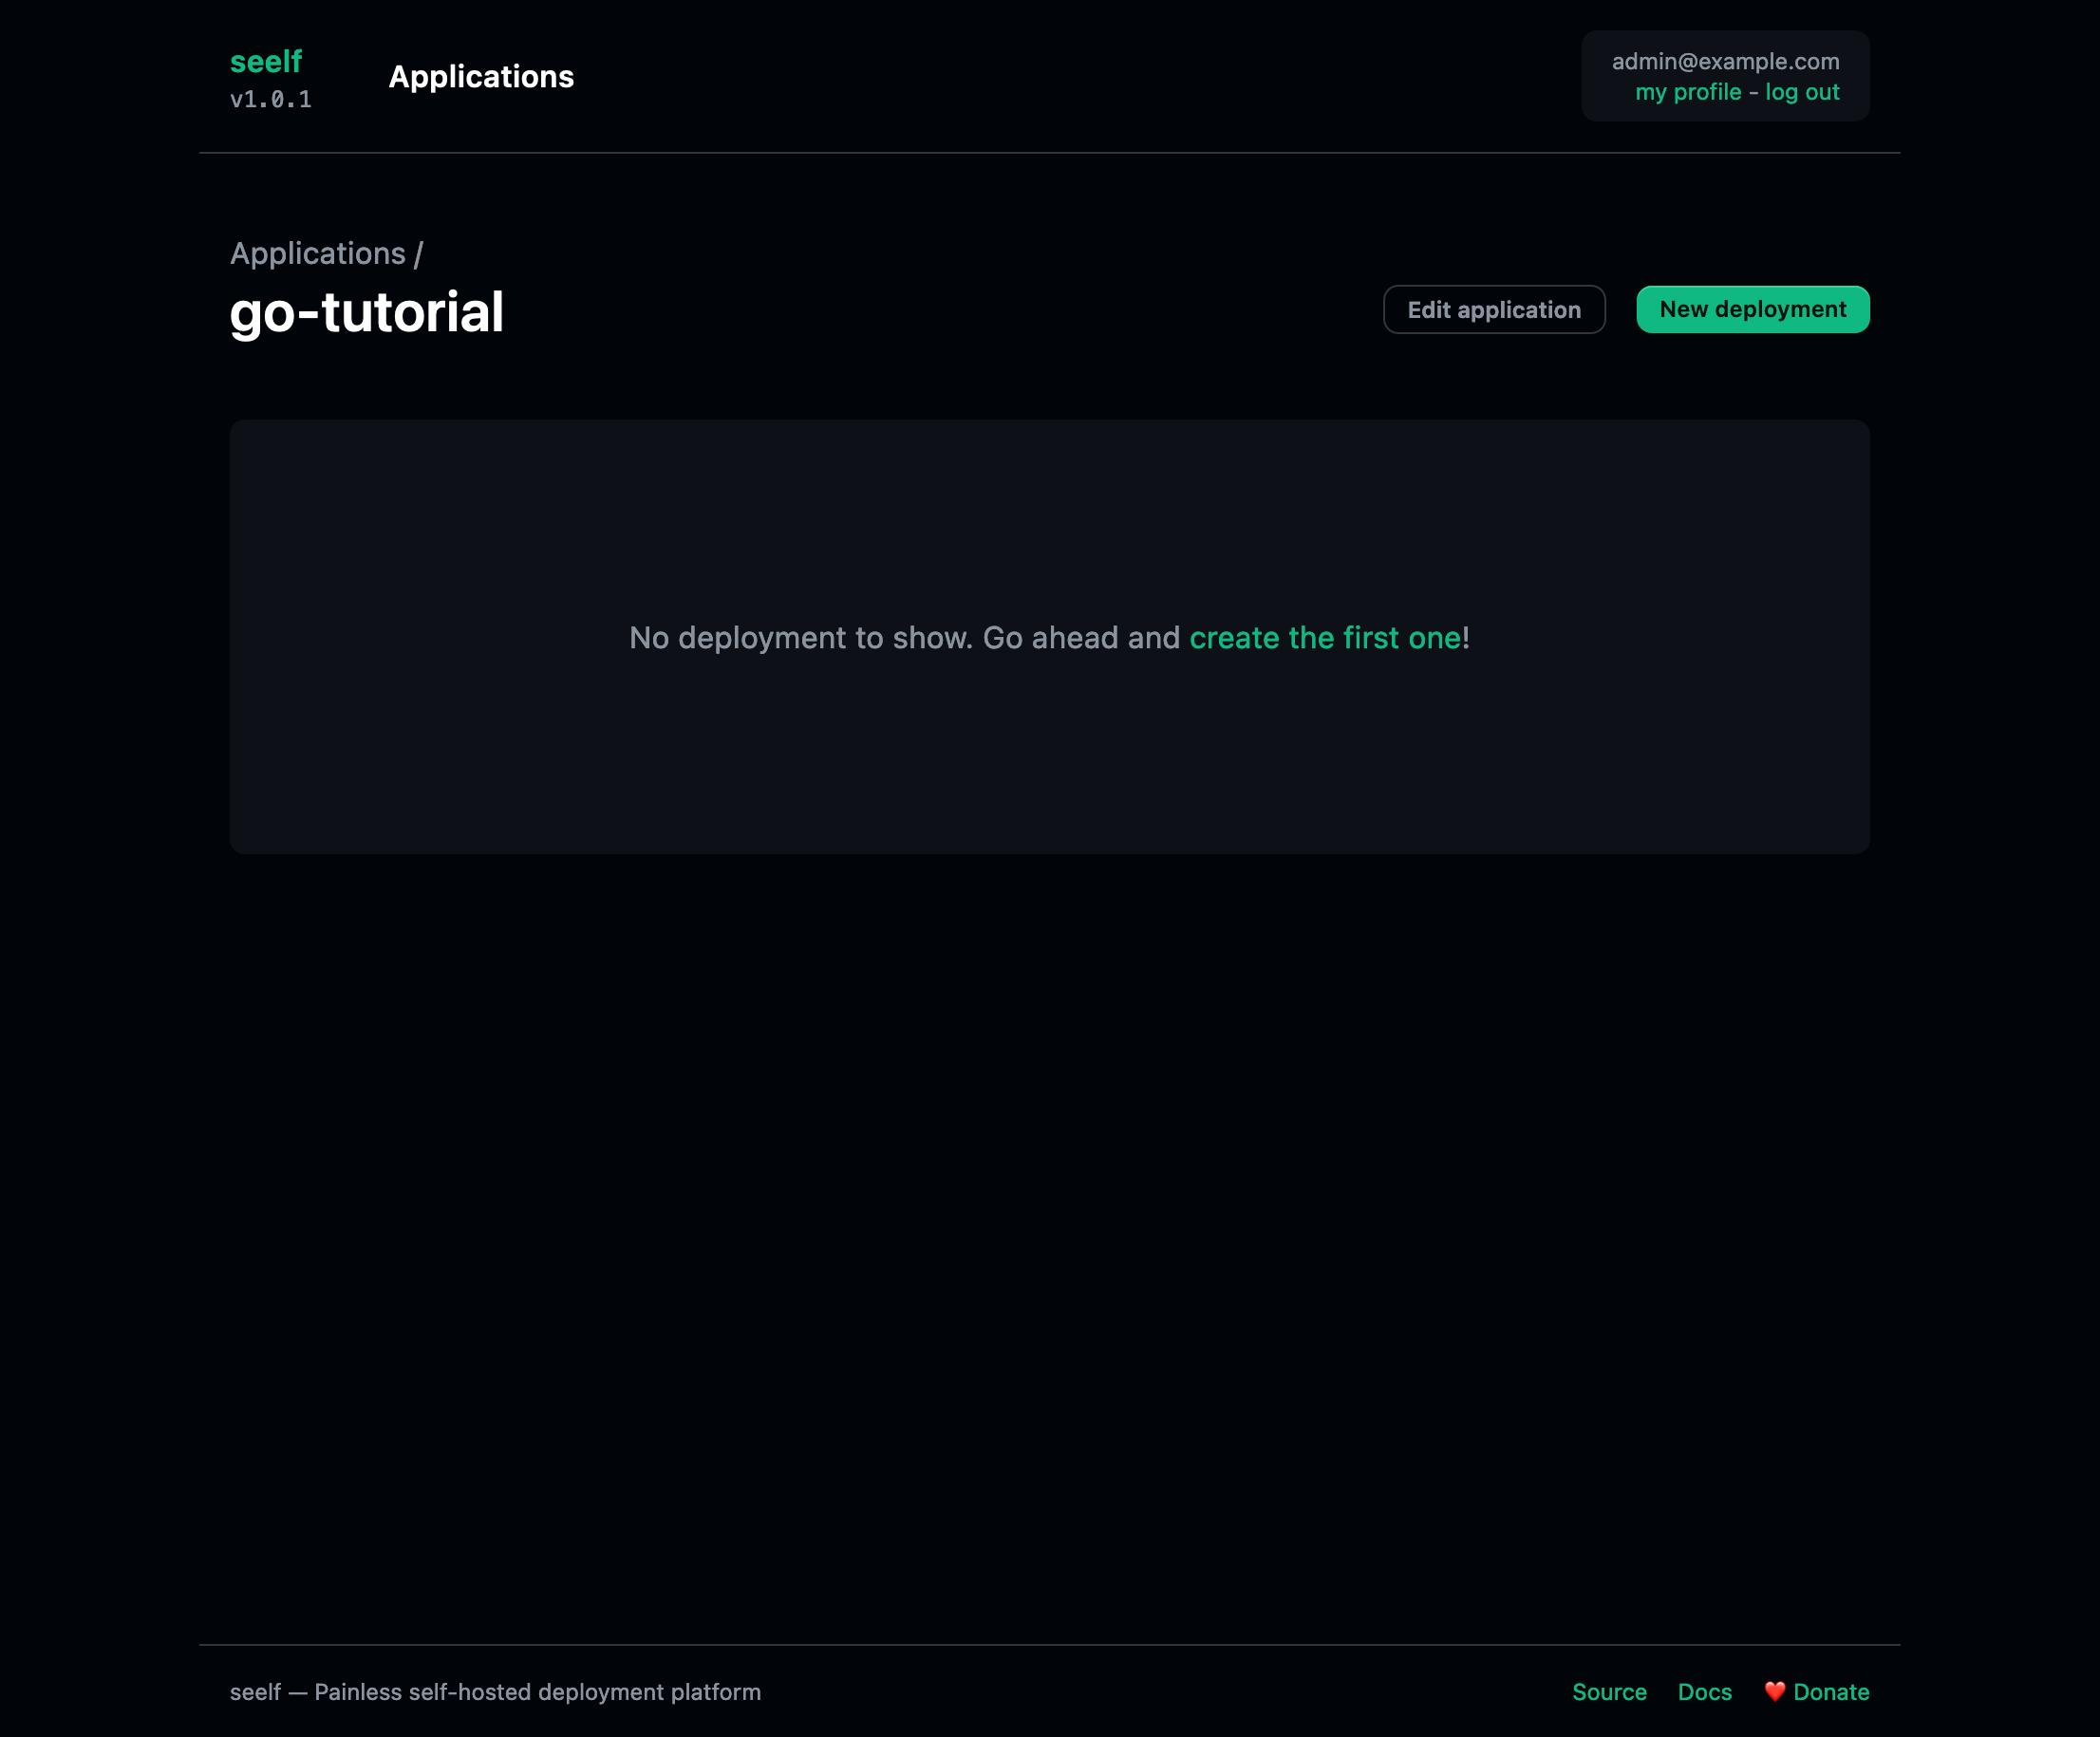 seelf
v1.0.1
Applications
admin@example.com
my profile - log out
Applications /
go-tutorial
Edit application
New deployment
No deployment to show. Go ahead and create the first one!
seelf — Painless self-hosted deployment platform
Source
Docs
❤️ Donate